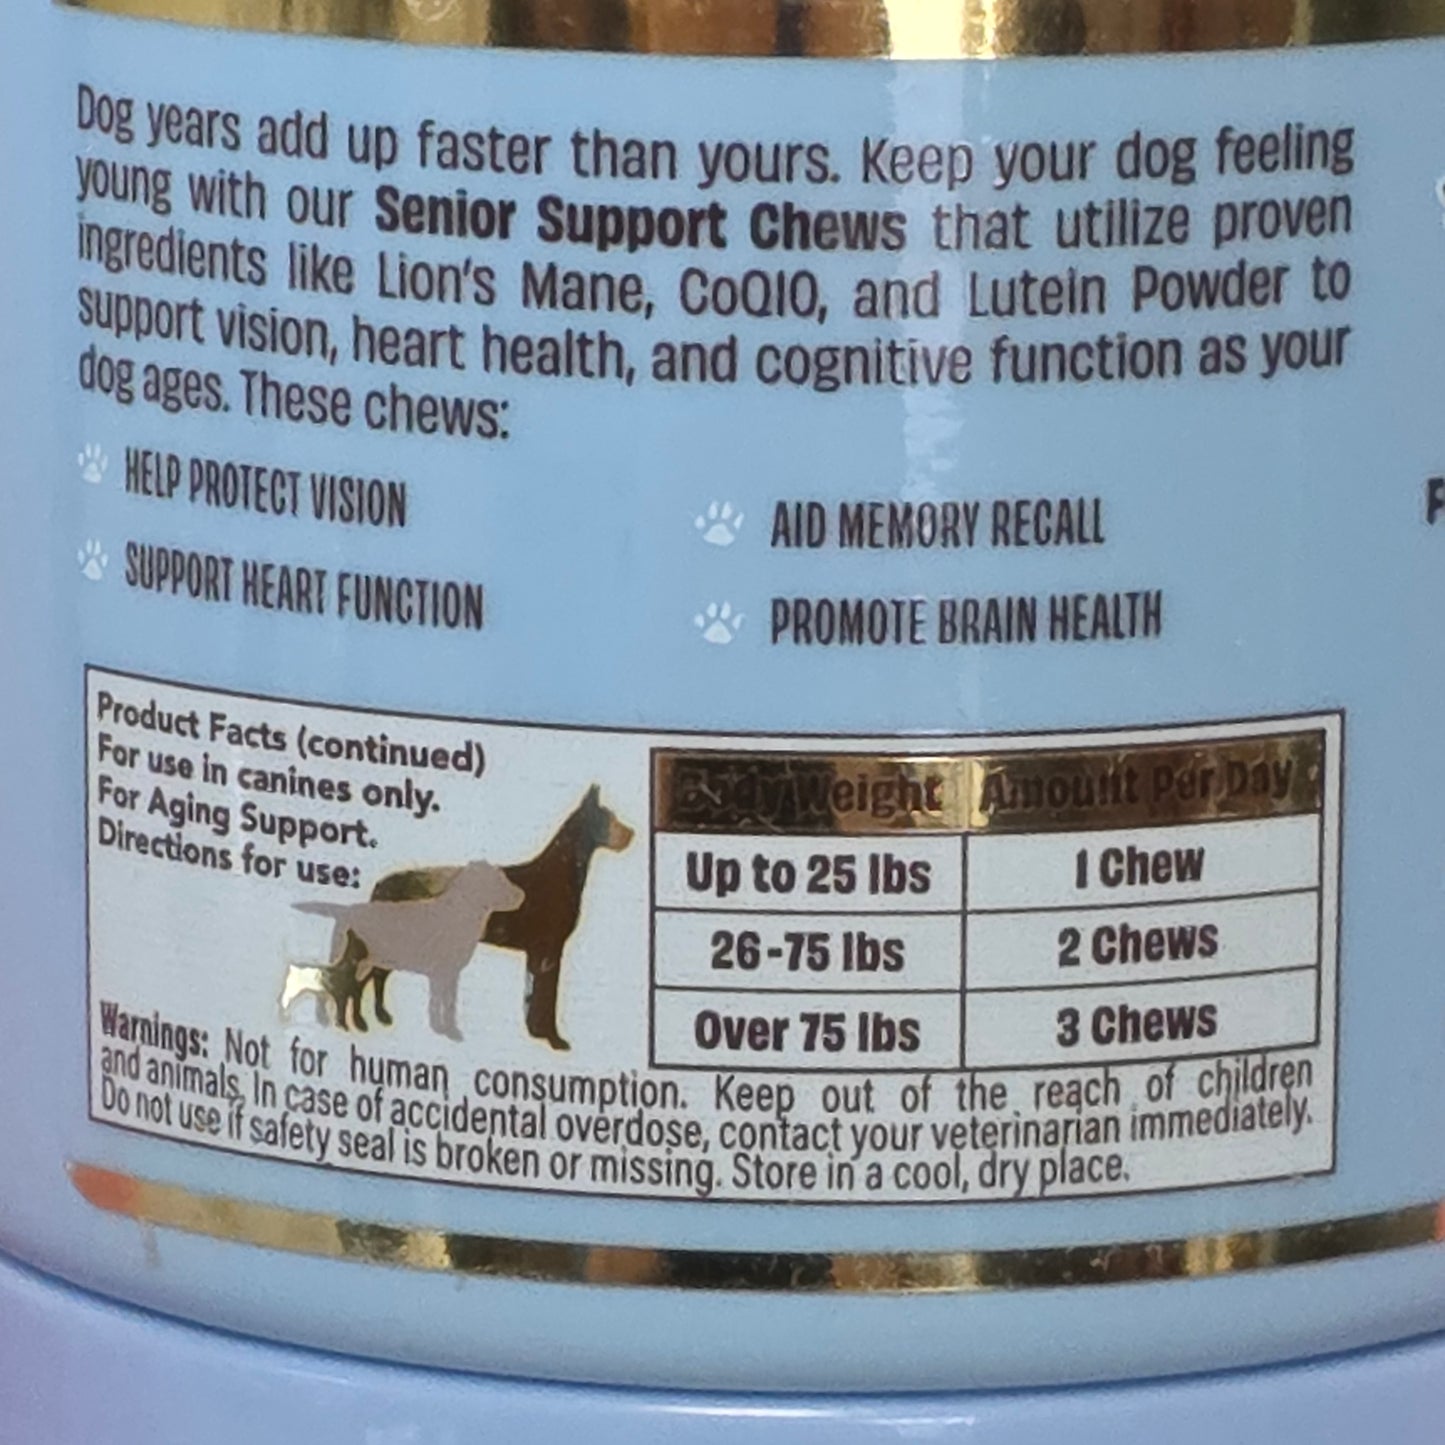 Dog years add up faster than yours. Keep your dog feeling
young with our Senior Support Chews that utilize proven
ingredients like Lion's Mane, CoQ10, and Lutein Powder to
support vision, heart health, and cognitive function as your
dog ages. These chews:
HELP PROTECT VISION
SUPPORT HEART FUNCTION
AID MEMORY RECALL
PROMOTE BRAIN HEALTH
Product Facts (continued)
For use in canines only.
For Aging Support.
Directions for use:
Body Weight Amount Per Day
Up to 25 lbs 1 Chew
26-75 lbs 2 Chews
Over 75 lbs 3 Chews
Warnings: Not for human consumption. Keep out of the reach of children
and animals. In case of accidental overdose, contact your veterinarian immediately.
Do not use if safety seal is broken or missing. Store in a cool, dry place.